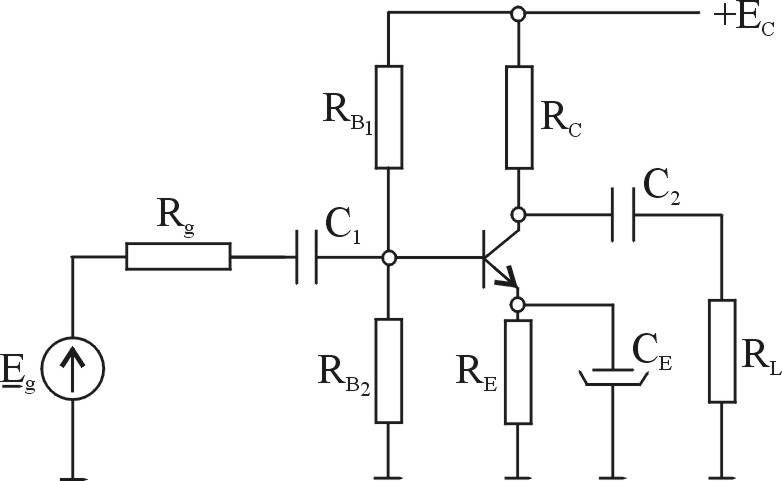 +E_C
R_B1
R_C
C_2
R_g
C_1
E_g
R_B2
R_E
C_E
R_L